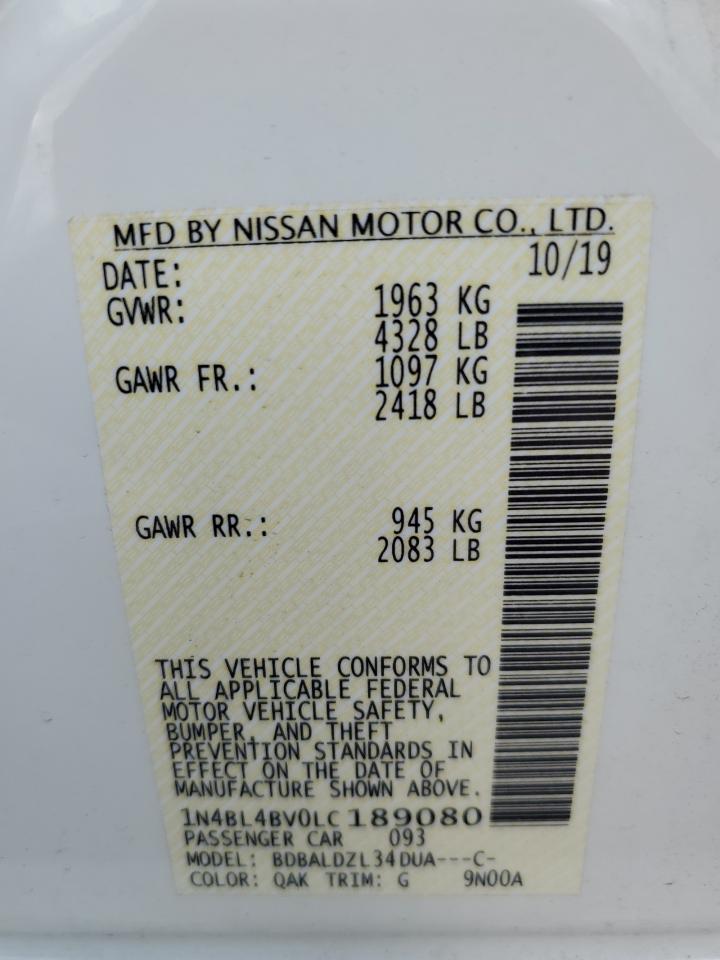 MFD BY NISSAN MOTOR CO., LTD.
DATE: 10/19
GVWR: 1963 KG
4328 LB
GAWR FR.: 1097 KG
2418 LB
GAWR RR.: 945 KG
2083 LB
THIS VEHICLE CONFORMS TO
ALL APPLICABLE FEDERAL
MOTOR VEHICLE SAFETY,
BUMPER, AND THEFT
PREVENTION STANDARDS IN
EFFECT ON THE DATE OF
MANUFACTURE SHOWN ABOVE.
1N4BL4BV0LC189080
PASSENGER CAR 093
MODEL: BDBALDZL34DUA---C-
COLOR: QAK TRIM: G 9N00A